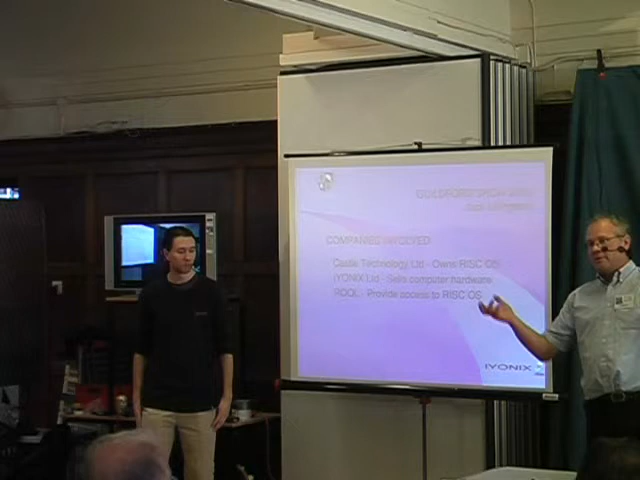 COMPANIES INVOLVED
Castle Technology Ltd - Owns RISC OS
IYONIX Ltd - Sells computer hardware
ROOL - Provide access to RISC OS
IYONIX